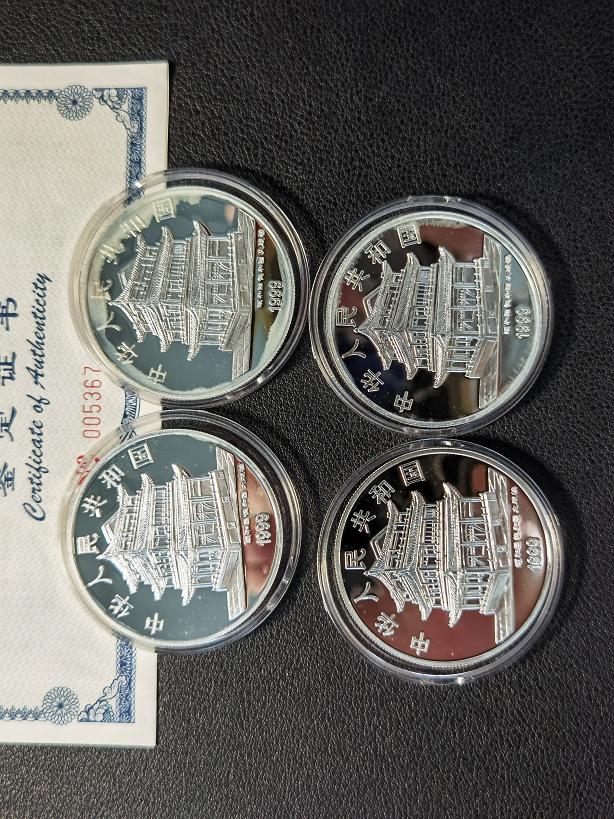 鉴定证书
Certificate of Authenticity
No. 005367
中华人民共和国
1999
中华人民共和国
1999
中华人民共和国
1999
中华人民共和国
1999